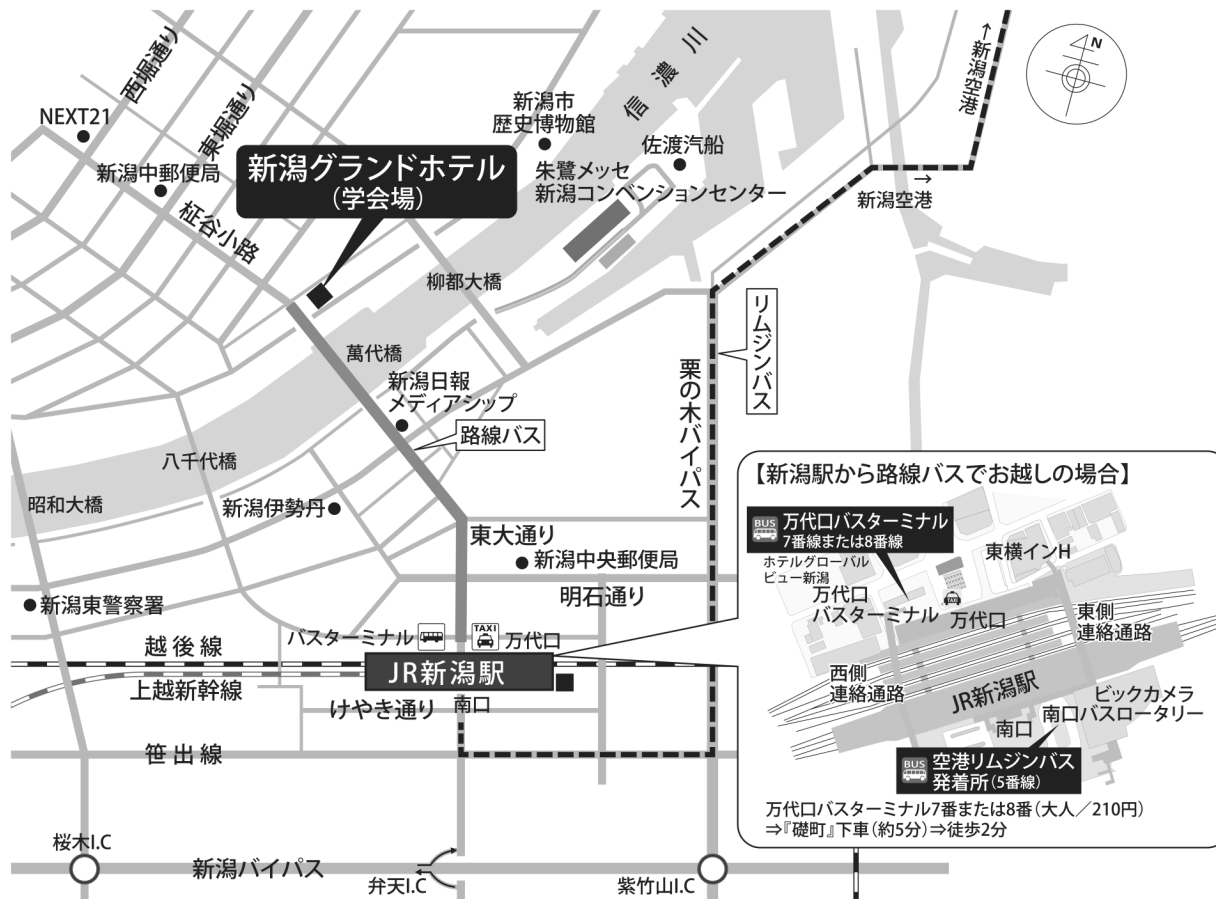 西堀通り
東堀通り
NEXT21
新潟中郵便局
柾谷小路
新潟グランドホテル
(学会場)
新潟市
歴史博物館
信濃川
佐渡汽船
朱鷺メッセ
新潟コンベンションセンター
←新潟空港
N
→
新潟空港
柳都大橋
萬代橋
新潟日報
メディアシップ
路線バス
リムジンバス
栗の木バイパス
八千代橋
昭和大橋
新潟伊勢丹
東大通り
新潟中央郵便局
明石通り
新潟東警察署
バスターミナル
TAXI
万代口
越後線
上越新幹線
JR新潟駅
けやき通り
南口
笹出線
桜木I.C
新潟バイパス
弁天I.C
紫竹山I.C
【新潟駅から路線バスでお越しの場合】
BUS
万代口バスターミナル
7番線または8番線
ホテルグローバル
ビュー新潟
東横インH
万代口
バスターミナル
TAXI
万代口
東側
連絡通路
西側
連絡通路
JR新潟駅
ビックカメラ
南口バスロータリー
南口
BUS
空港リムジンバス
発着所(5番線)
万代口バスターミナル7番または8番(大人/210円)
⇒『礎町』下車(約5分)⇒徒歩2分